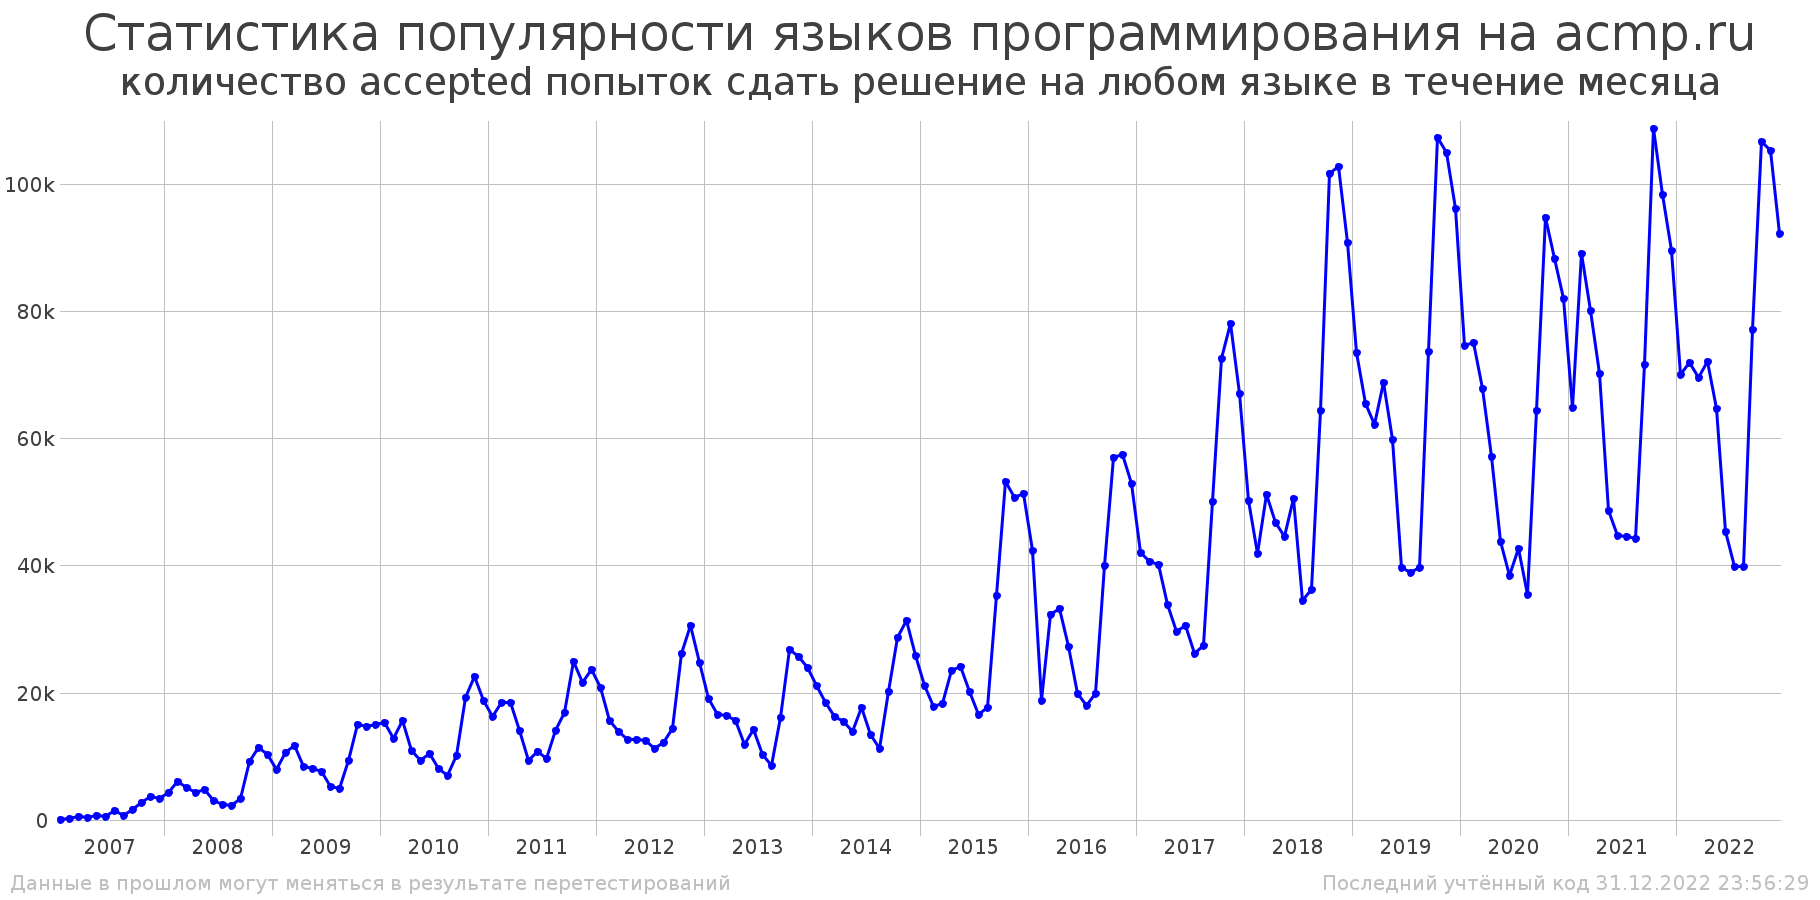 Статистика популярности языков программирования на acmp.ru
количество accepted попыток сдать решение на любом языке в течение месяца
100k
80k
60k
40k
20k
0
2007 2008 2009 2010 2011 2012 2013 2014 2015 2016 2017 2018 2019 2020 2021 2022
Данные в прошлом могут меняться в результате перетестирований
Последний учтённый код 31.12.2022 23:56:29